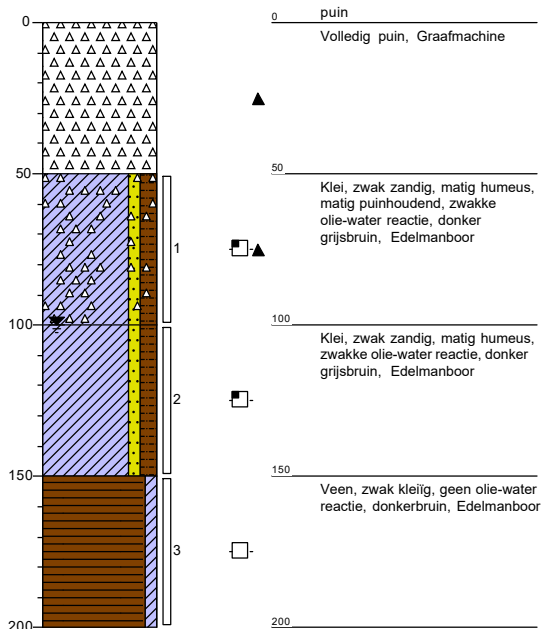 puin
0
0
Volledig puin, Graafmachine
50
50
Klei, zwak zandig, matig humeus,
matig puinhoudend, zwakke
olie-water reactie, donker
grijsbruin, Edelmanboor
1
100
100
Klei, zwak zandig, matig humeus,
zwakke olie-water reactie, donker
grijsbruin, Edelmanboor
2
150
150
Veen, zwak kleiïg, geen olie-water
reactie, donkerbruin, Edelmanboor
3
200
200